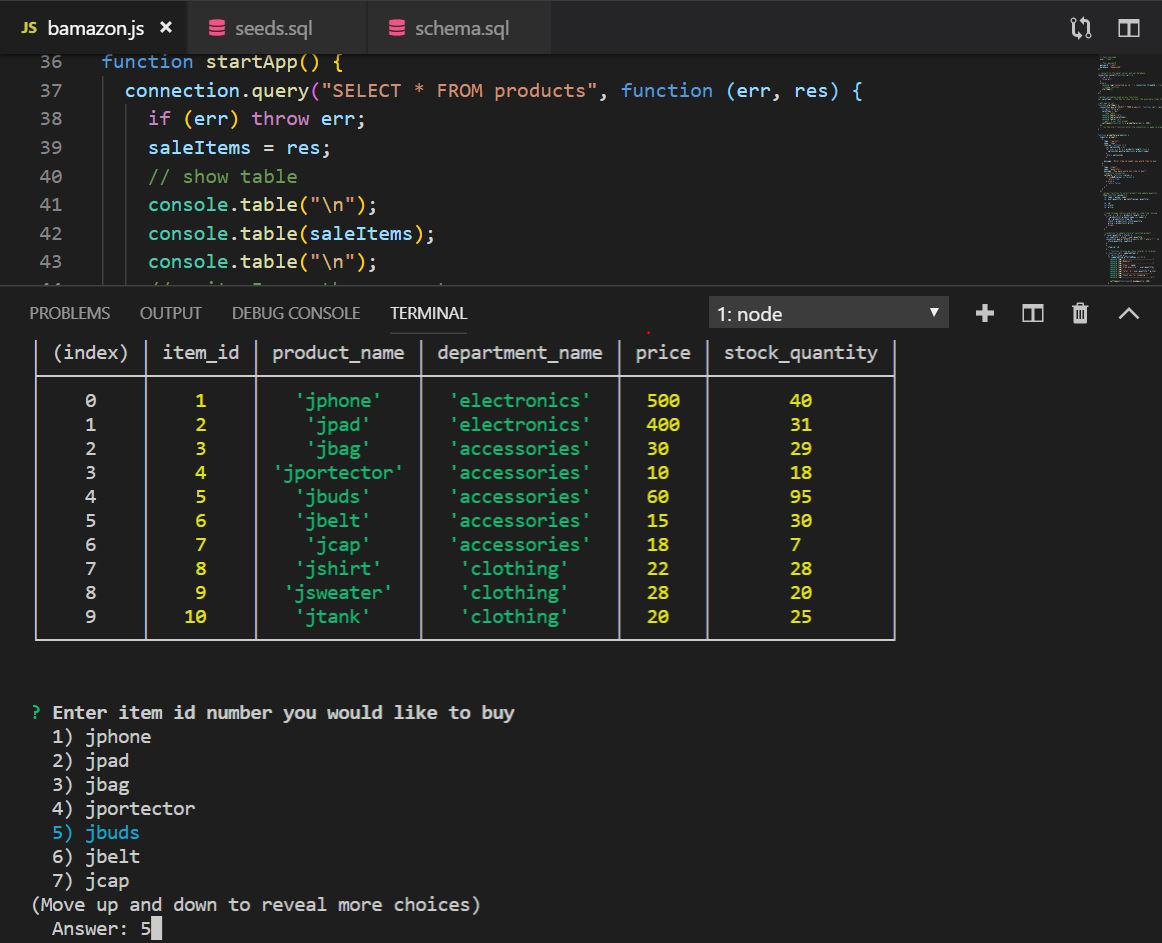 JS bamazon.js × seeds.sql schema.sql
36 function startApp() {
37 connection.query("SELECT * FROM products", function (err, res) {
38 if (err) throw err;
39 saleItems = res;
40 // show table
41 console.table("\n");
42 console.table(saleItems);
43 console.table("\n");
PROBLEMS OUTPUT DEBUG CONSOLE TERMINAL 1: node
(index) item_id product_name department_name price stock_quantity
0 1 'jphone' 'electronics' 500 40
1 2 'jpad' 'electronics' 400 31
2 3 'jbag' 'accessories' 30 29
3 4 'jportector' 'accessories' 10 18
4 5 'jbuds' 'accessories' 60 95
5 6 'jbelt' 'accessories' 15 30
6 7 'jcap' 'accessories' 18 7
7 8 'jshirt' 'clothing' 22 28
8 9 'jsweater' 'clothing' 28 20
9 10 'jtank' 'clothing' 20 25
? Enter item id number you would like to buy
1) jphone
2) jpad
3) jbag
4) jportector
5) jbuds
6) jbelt
7) jcap
(Move up and down to reveal more choices)
Answer: 5